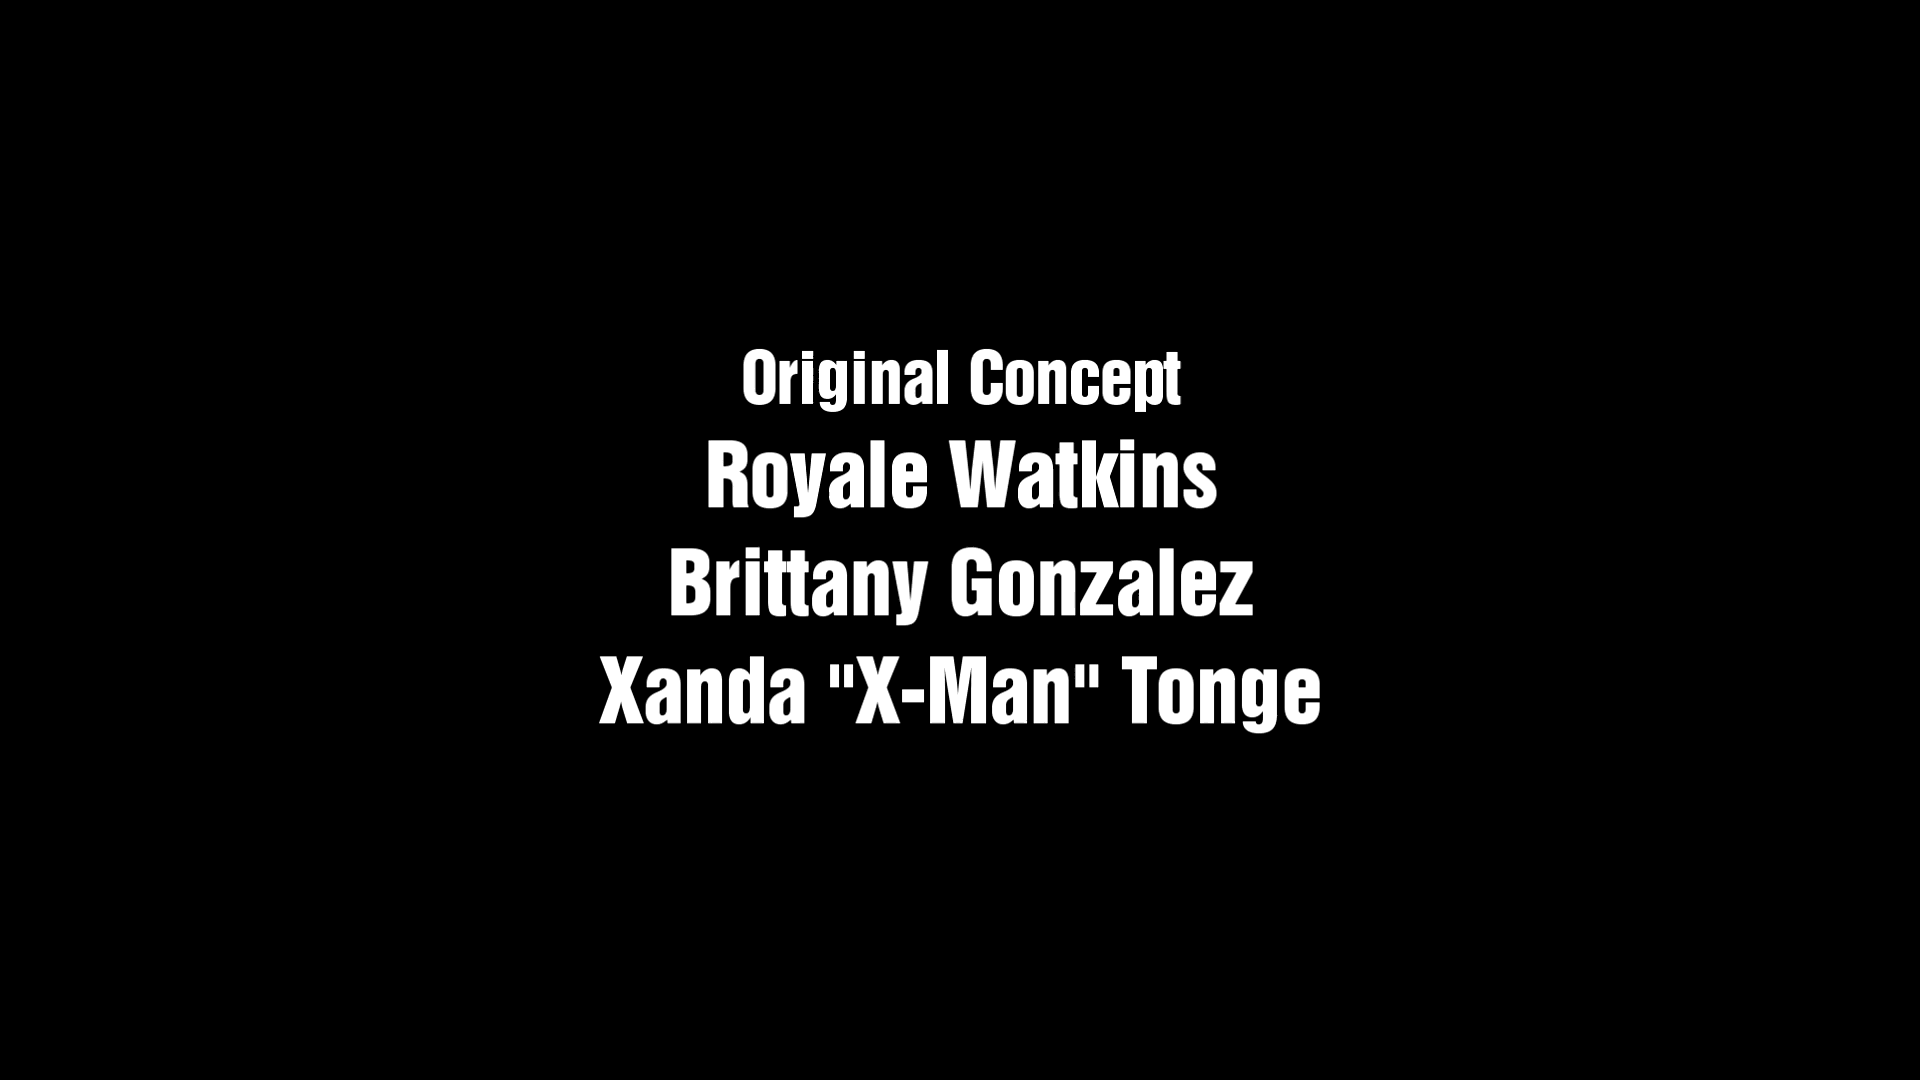 Original Concept
Royale Watkins
Brittany Gonzalez
Xanda "X-Man" Tonge